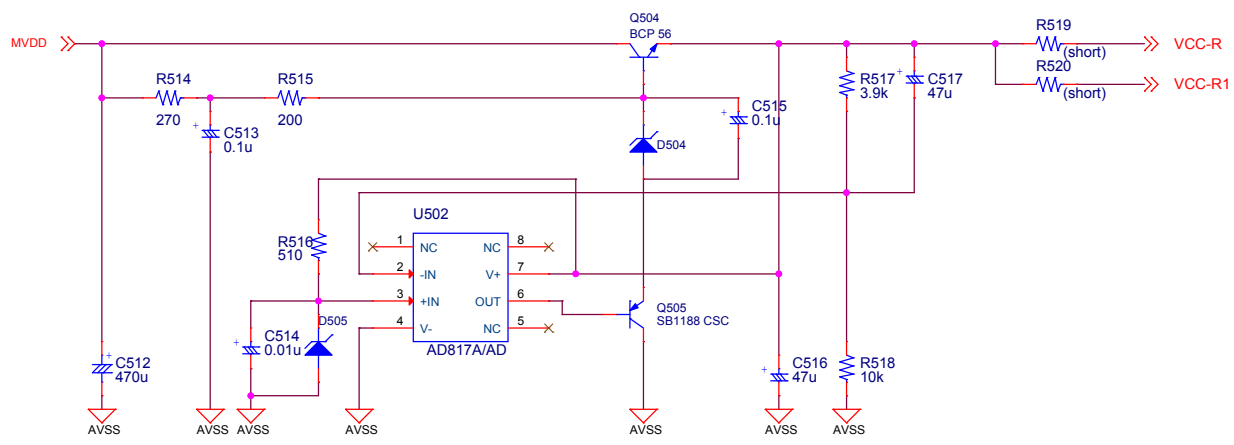 Q504
BCP 56
MVDD
R519
(short)
VCC-R
R520
(short)
VCC-R1
R514
270
R515
200
R517
3.9k
C517
47u
C513
0.1u
C515
0.1u
D504
U502
R516
510
1
NC
NC
8
2
-IN
V+
7
3
+IN
OUT
6
4
V-
NC
5
AD817A/AD
Q505
SB1188 CSC
D505
C514
0.01u
C512
470u
C516
47u
R518
10k
AVSS
AVSS
AVSS
AVSS
AVSS
AVSS
AVSS